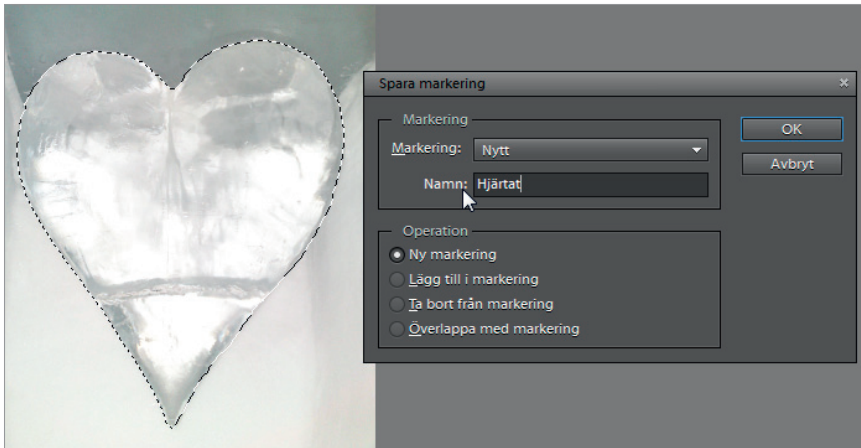 Spara markering
Markering
Markering: Nytt
Namn: Hjärtat
OK
Avbryt
Operation
Ny markering
Lägg till i markering
Ta bort från markering
Överlappa med markering